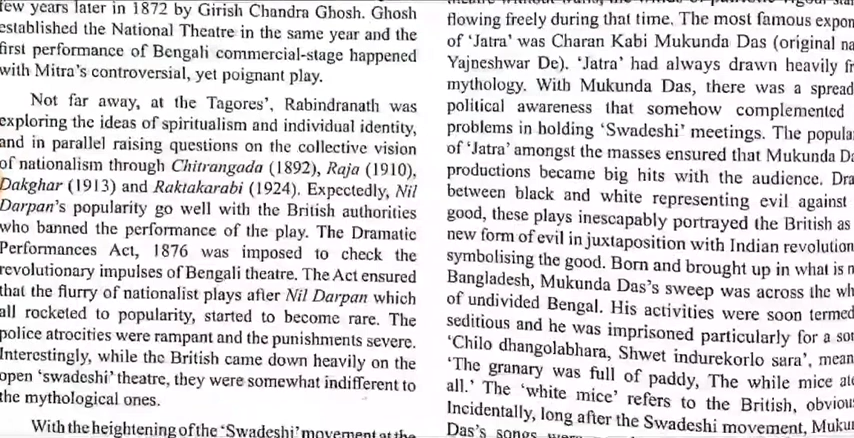 few years later in 1872 by Girish Chandra Ghosh. Ghosh
established the National Theatre in the same year and the
first performance of Bengali commercial-stage happened
with Mitra's controversial, yet poignant play.
Not far away, at the Tagores', Rabindranath was
exploring the ideas of spiritualism and individual identity,
and in parallel raising questions on the collective vision
of nationalism through Chitrangada (1892), Raja (1910),
Dakghar (1913) and Raktakarabi (1924). Expectedly, Nil
Darpan's popularity go well with the British authorities
who banned the performance of the play. The Dramatic
Performances Act, 1876 was imposed to check the
revolutionary impulses of Bengali theatre. The Act ensured
that the flurry of nationalist plays after Nil Darpan which
all rocketed to popularity, started to become rare. The
police atrocities were rampant and the punishments severe.
Interestingly, while the British came down heavily on the
open 'swadeshi' theatre, they were somewhat indifferent to
the mythological ones.
With the heightening of the 'Swadeshi' movement at the
flowing freely during that time. The most famous expon
of 'Jatra' was Charan Kabi Mukunda Das (original na
Yajneshwar De). 'Jatra' had always drawn heavily fr
mythology. With Mukunda Das, there was a spread
political awareness that somehow complemented
problems in holding 'Swadeshi' meetings. The popula
of 'Jatra' amongst the masses ensured that Mukunda Da
productions became big hits with the audience. Dra
between black and white representing evil against
good, these plays inescapably portrayed the British as
new form of evil in juxtaposition with Indian revolution
symbolising the good. Born and brought up in what is n
Bangladesh, Mukunda Das's sweep was across the wh
of undivided Bengal. His activities were soon termed
seditious and he was imprisoned particularly for a son
'Chilo dhangolabhara, Shwet indurekorlo sara', mean
'The granary was full of paddy, The while mice ate
all.' The 'white mice' refers to the British, obvious
Incidentally, long after the Swadeshi movement, Mukun
Das's songs were